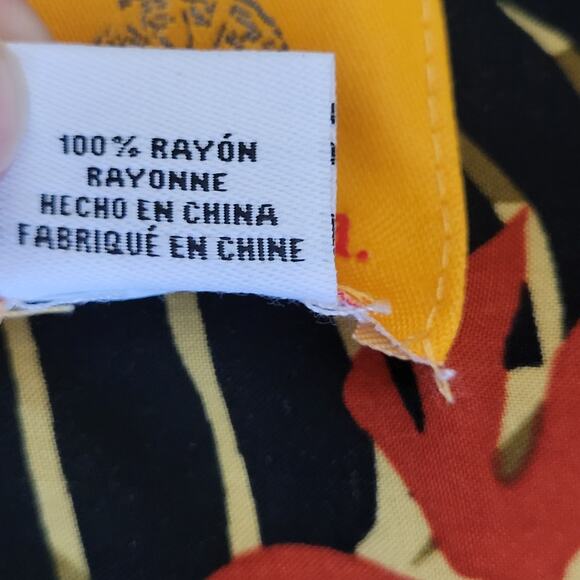 100% RAYÓN
RAYONNE
HECHO EN CHINA
FABRIQUÉ EN CHINE